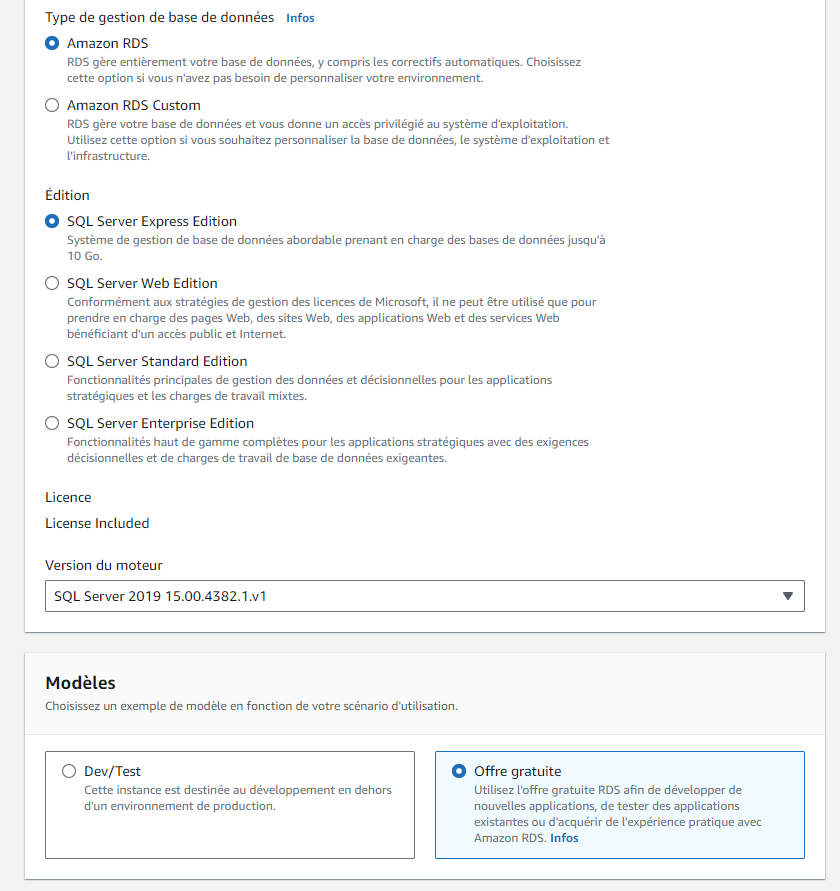 Type de gestion de base de données Infos
Amazon RDS
RDS gère entièrement votre base de données, y compris les correctifs automatiques. Choisissez
cette option si vous n'avez pas besoin de personnaliser votre environnement.
Amazon RDS Custom
RDS gère votre base de données et vous donne un accès privilégié au système d'exploitation.
Utilisez cette option si vous souhaitez personnaliser la base de données, le système d'exploitation et
l'infrastructure.
Édition
SQL Server Express Edition
Système de gestion de base de données abordable prenant en charge des bases de données jusqu'à
10 Go.
SQL Server Web Edition
Conformément aux stratégies de gestion des licences de Microsoft, il ne peut être utilisé que pour
prendre en charge des pages Web, des sites Web, des applications Web et des services Web
bénéficiant d'un accès public et Internet.
SQL Server Standard Edition
Fonctionnalités principales de gestion des données et décisionnelles pour les applications
stratégiques et les charges de travail mixtes.
SQL Server Enterprise Edition
Fonctionnalités haut de gamme complètes pour les applications stratégiques avec des exigences
décisionnelles et de charges de travail de base de données exigeantes.
Licence
License Included
Version du moteur
SQL Server 2019 15.00.4382.1.v1
Modèles
Choisissez un exemple de modèle en fonction de votre scénario d'utilisation.
Dev/Test
Cette instance est destinée au développement en dehors
d'un environnement de production.
Offre gratuite
Utilisez l'offre gratuite RDS afin de développer de
nouvelles applications, de tester des applications
existantes ou d'acquérir de l'expérience pratique avec
Amazon RDS. Infos